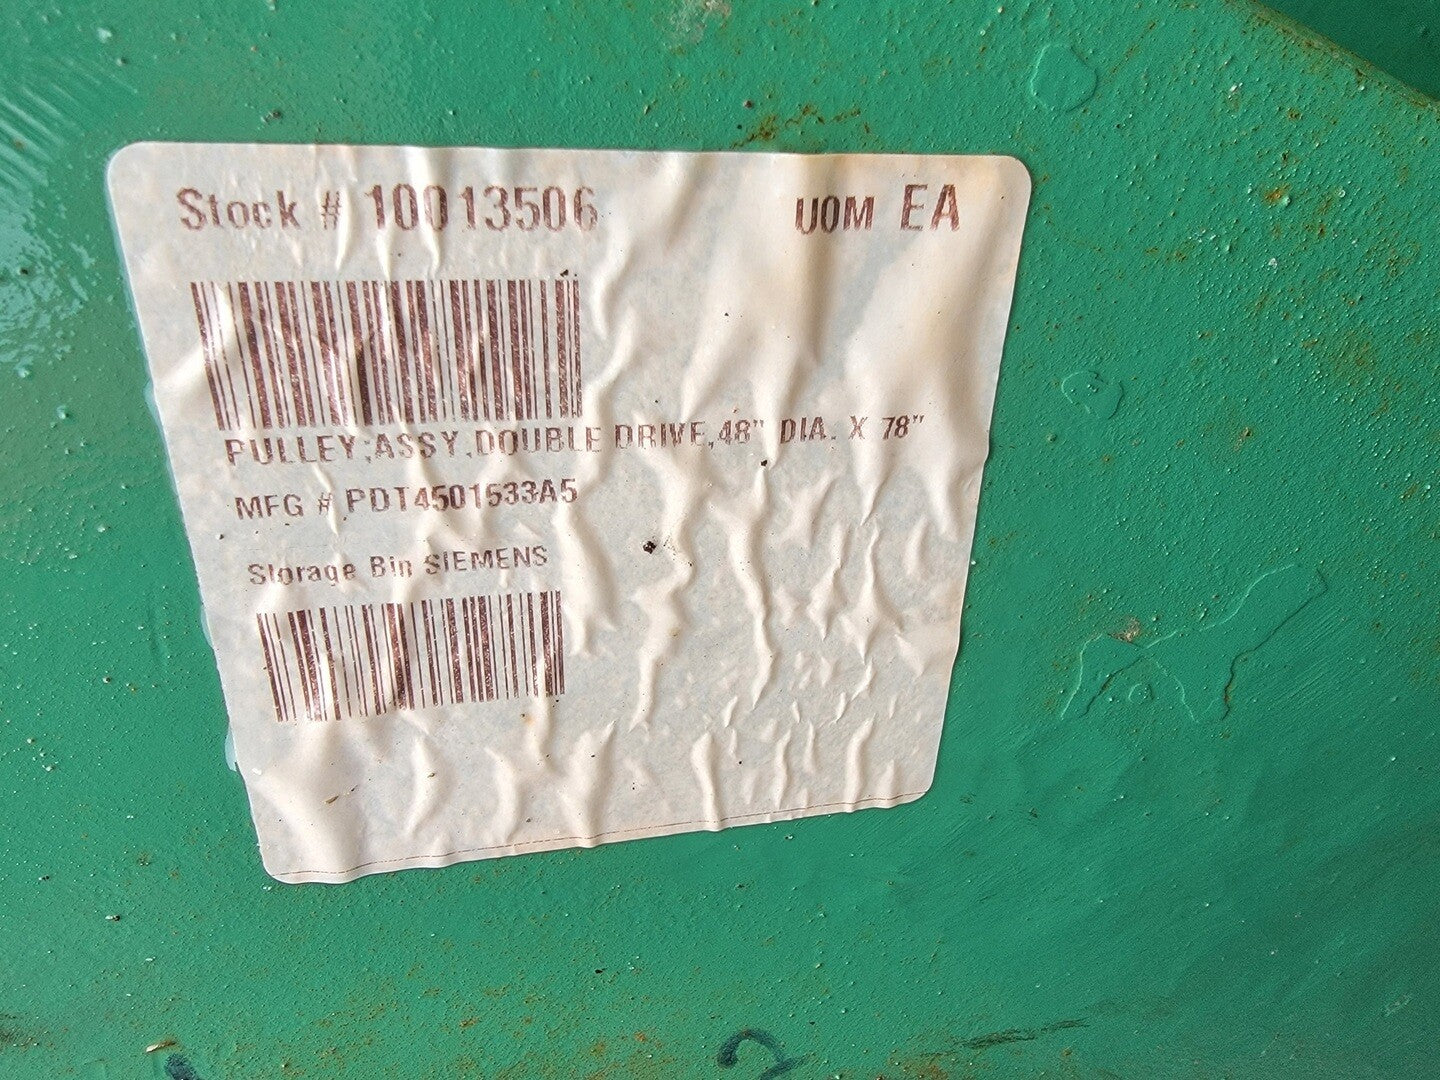 Stock # 10013506
UOM EA
PULLEY;ASSY,DOUBLE DRIVE,48" DIA. X 78"
MFG # PDT4501533A5
Storage Bin SIEMENS